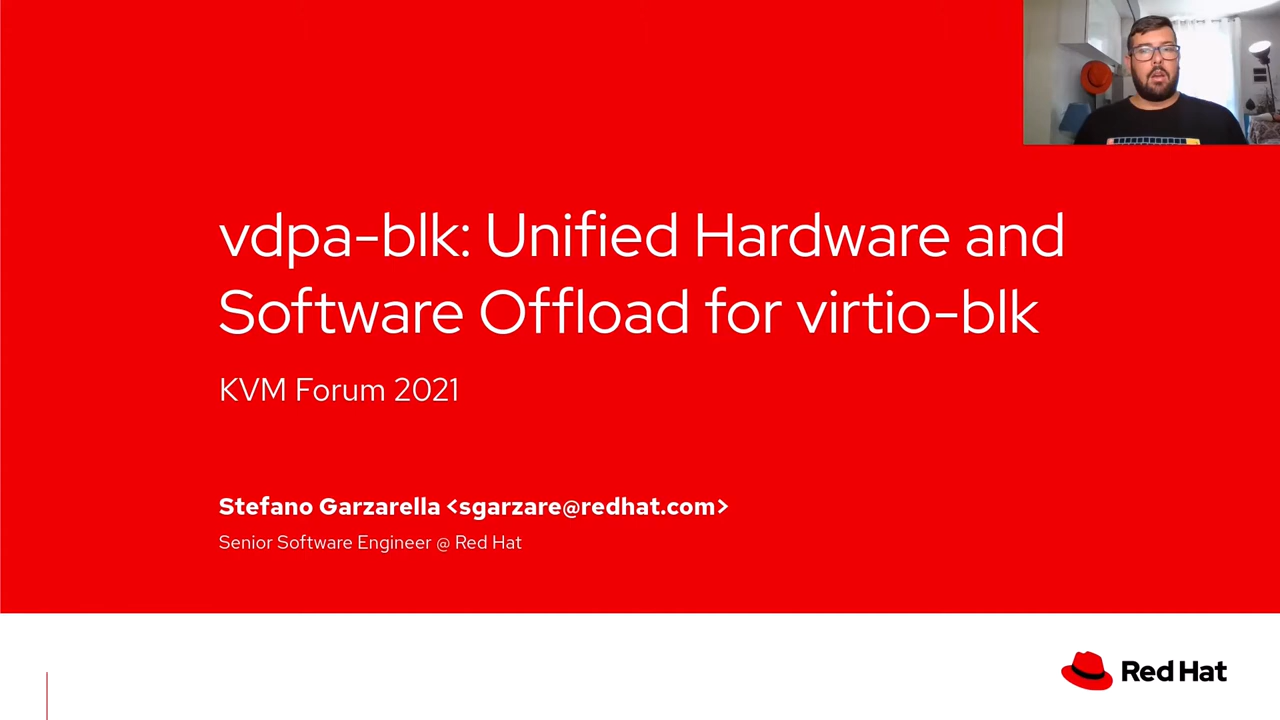 vdpa-blk: Unified Hardware and
Software Offload for virtio-blk
KVM Forum 2021
Stefano Garzarella <sgarzare@redhat.com>
Senior Software Engineer @ Red Hat
Red Hat